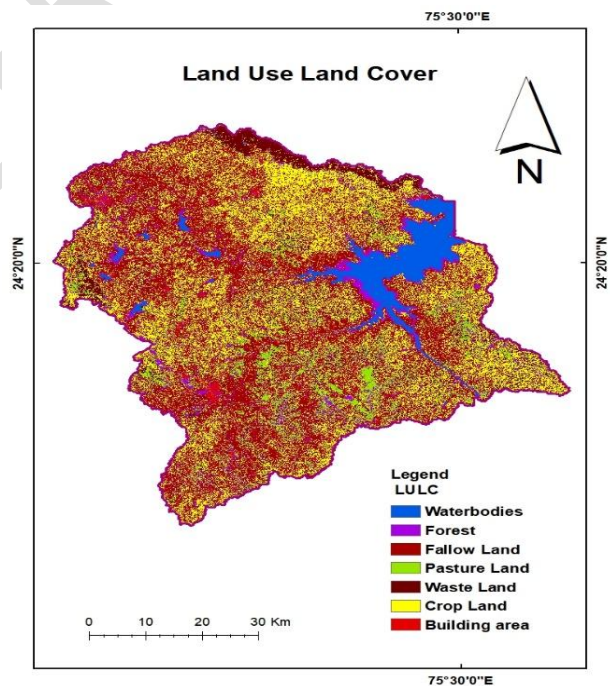 75°30'0"E
Land Use Land Cover
N
24°20'0"N
24°20'0"N
Legend
LULC
Waterbodies
Forest
Fallow Land
Pasture Land
Waste Land
Crop Land
Building area
0 10 20 30 Km
75°30'0"E